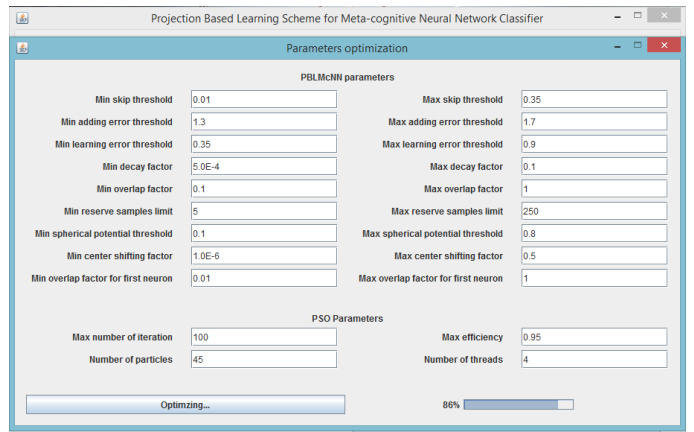 Projection Based Learning Scheme for Meta-cognitive Neural Network Classifier
Parameters optimization
PBLMcNN parameters
Min skip threshold 0.01 Max skip threshold 0.35
Min adding error threshold 1.3 Max adding error threshold 1.7
Min learning error threshold 0.35 Max learning error threshold 0.9
Min decay factor 5.0E-4 Max decay factor 0.1
Min overlap factor 0.1 Max overlap factor 1
Min reserve samples limit 5 Max reserve samples limit 250
Min spherical potential threshold 0.1 Max spherical potential threshold 0.8
Min center shifting factor 1.0E-6 Max center shifting factor 0.5
Min overlap factor for first neuron 0.01 Max overlap factor for first neuron 1
PSO Parameters
Max number of iteration 100 Max efficiency 0.95
Number of particles 45 Number of threads 4
Optimzing... 86%